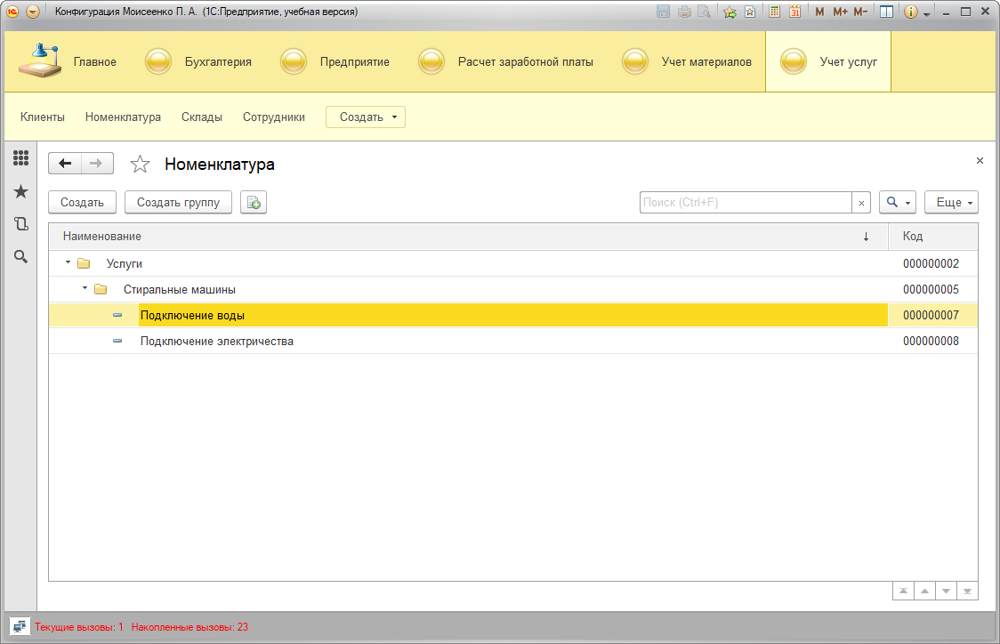 Конфигурация Моисеенко П. А. (1С:Предприятие, учебная версия)
31 M M+ M-
Главное Бухгалтерия Предприятие Расчет заработной платы Учет материалов Учет услуг
Клиенты Номенклатура Склады Сотрудники Создать
Номенклатура
Создать Создать группу Поиск (Ctrl+F) × Еще
Наименование ↓ Код
Услуги 000000002
Стиральные машины 000000005
Подключение воды 000000007
Подключение электричества 000000008
Текущие вызовы: 1 Накопленные вызовы: 23